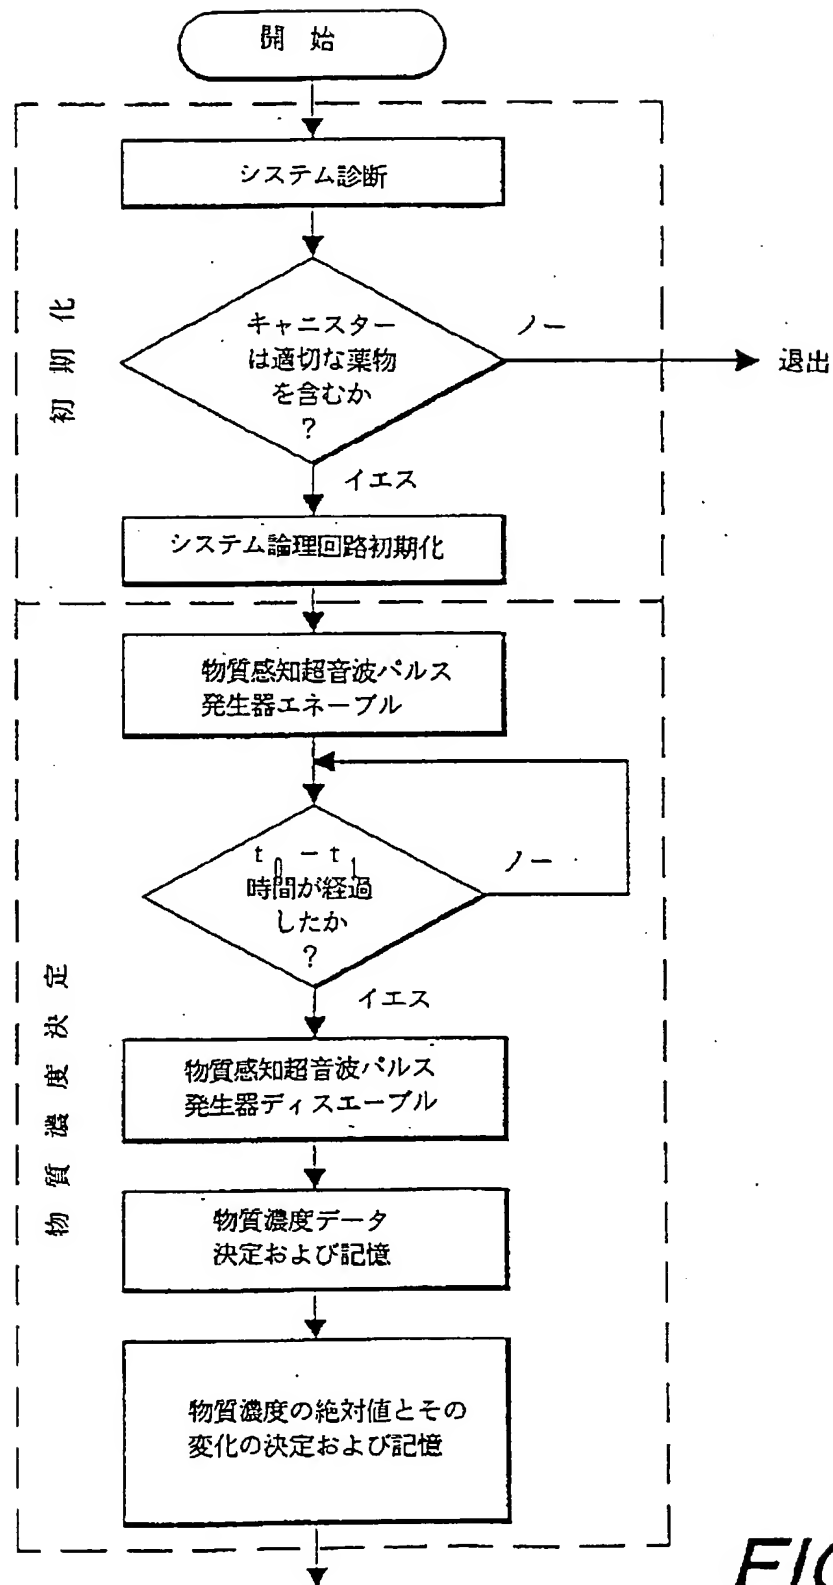 開 始
システム診断
キャニスター
は適切な薬物
を含むか
?
ノー
退出
イエス
システム論理回路初期化
初期化
物質感知超音波パルス
発生器エネーブル
t0 － t1
時間が経過
したか
?
ノー
イエス
物質感知超音波パルス
発生器ディスエーブル
物質濃度データ
決定および記憶
物質濃度の絶対値とその
変化の決定および記憶
物質濃度決定